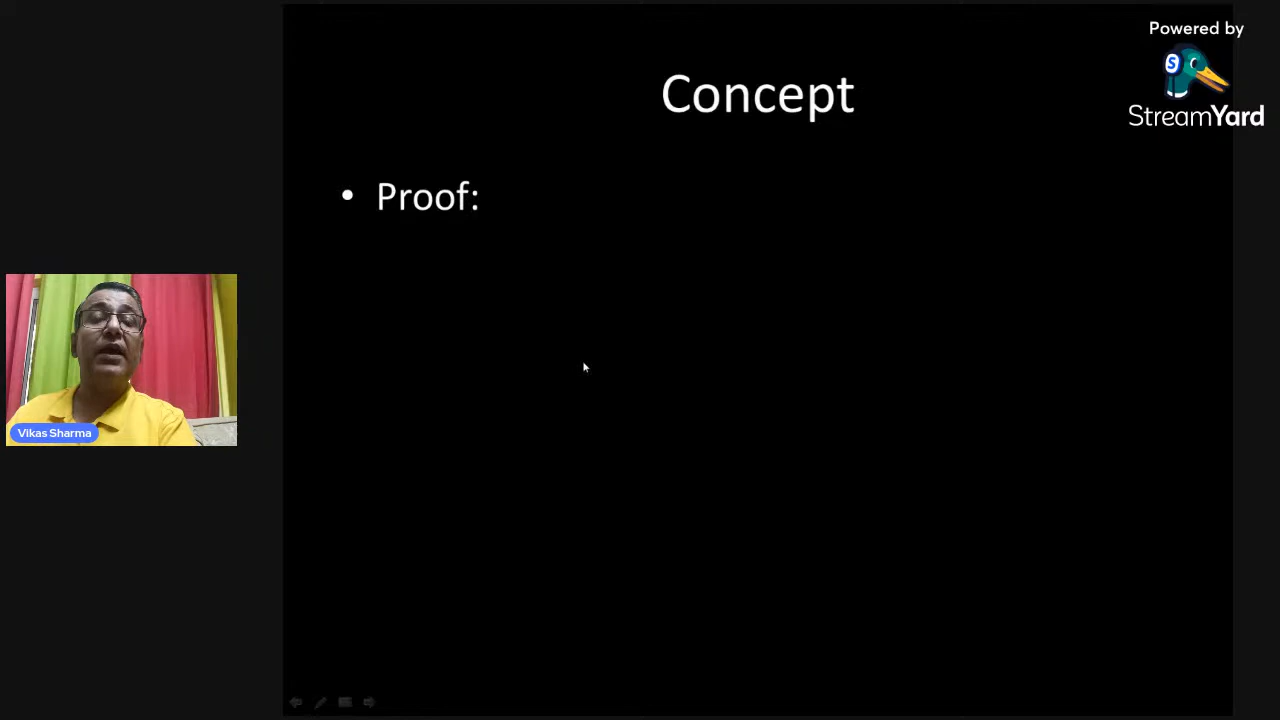 Powered by
StreamYard
Concept
• Proof:
Vikas Sharma